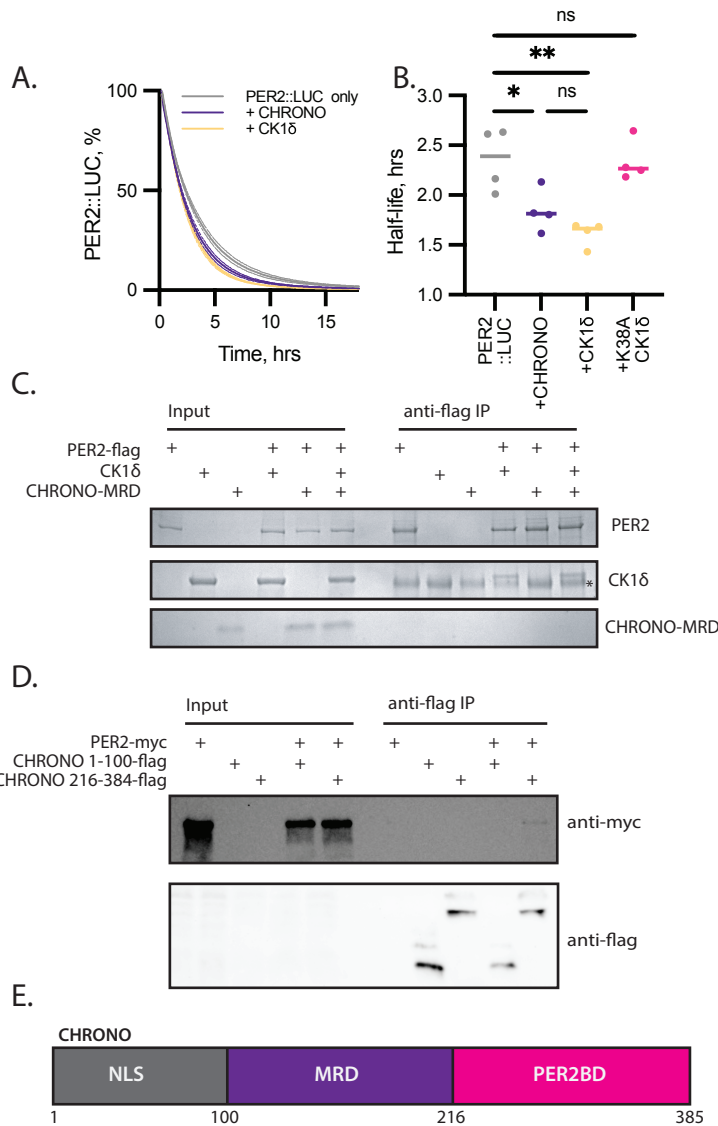 A.
100
50
0
PER2::LUC, %
PER2::LUC only
+ CHRONO
+ CK1δ
0 5 10 15
Time, hrs
B.
ns
**
* ns
3.0
2.5
2.0
1.5
1.0
Half-life, hrs
PER2
::LUC
+CHRONO
+CK1δ
+K38A
CK1δ
C.
Input anti-flag IP
PER2-flag + + + + + + + +
CK1δ + + + + + +
CHRONO-MRD + + + + + +
PER2
CK1δ
*
CHRONO-MRD
D.
Input anti-flag IP
PER2-myc + + + + + +
CHRONO 1-100-flag + + + +
CHRONO 216-384-flag + + + +
anti-myc
anti-flag
E.
CHRONO
NLS MRD PER2BD
1 100 216 385